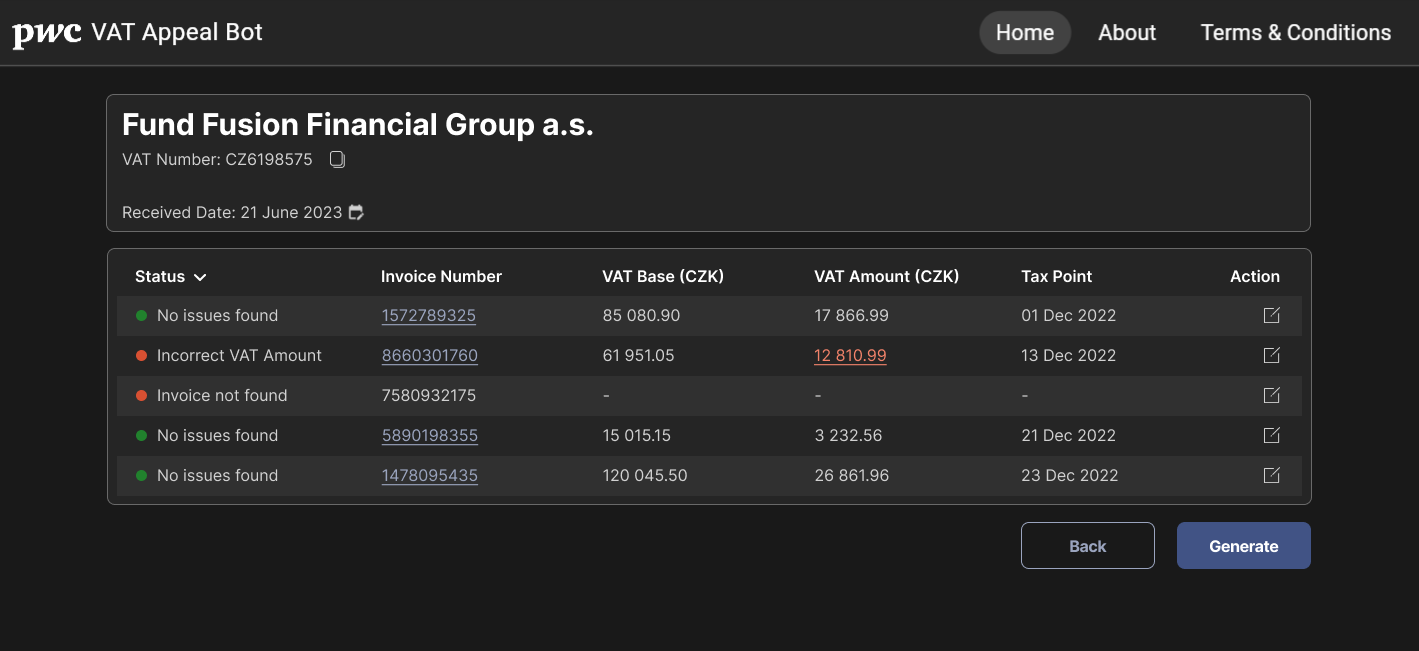 pwc VAT Appeal Bot Home About Terms & Conditions
Fund Fusion Financial Group a.s.
VAT Number: CZ6198575
Received Date: 21 June 2023
Status Invoice Number VAT Base (CZK) VAT Amount (CZK) Tax Point Action
No issues found 1572789325 85 080.90 17 866.99 01 Dec 2022
Incorrect VAT Amount 8660301760 61 951.05 12 810.99 13 Dec 2022
Invoice not found 7580932175 - - -
No issues found 5890198355 15 015.15 3 232.56 21 Dec 2022
No issues found 1478095435 120 045.50 26 861.96 23 Dec 2022
Back Generate